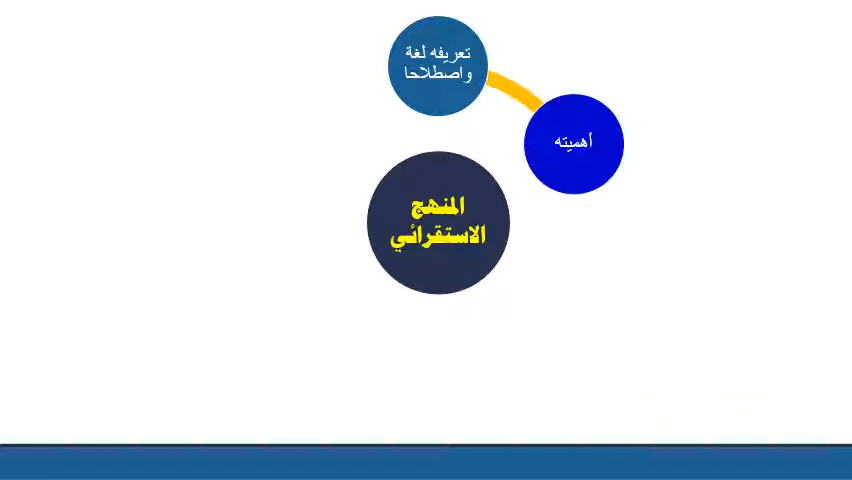 تعريفه لغة
واصطلاحا
أهميته
المنهج
الاستقرائي